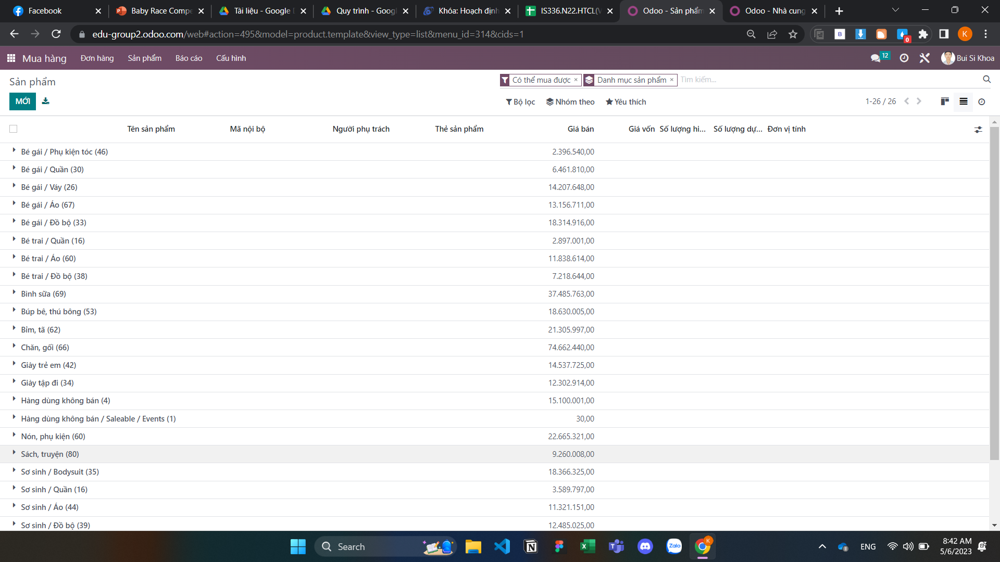 Facebook
Baby Race Compe
Tài liệu - Google D
Quy trình - Googl
Khóa: Hoạch định
IS336.N22.HTCL(V
Odoo - Sản phẩm
Odoo - Nhà cung
edu-group2.odoo.com/web#action=495&model=product.template&view_type=list&menu_id=314&cids=1
B
0
K
Mua hàng Đơn hàng Sản phẩm Báo cáo Cấu hình
12
Bui Si Khoa
Sản phẩm
Có thể mua được ×
Danh mục sản phẩm ×
Tìm kiếm...
MỚI
Bộ lọc Nhóm theo Yêu thích
1-26 / 26
Tên sản phẩm Mã nội bộ Người phụ trách Thẻ sản phẩm Giá bán Giá vốn Số lượng hi... Số lượng dự... Đơn vị tính
Bé gái / Phụ kiện tóc (46) 2.396.540,00
Bé gái / Quần (30) 6.461.810,00
Bé gái / Váy (26) 14.207.648,00
Bé gái / Áo (67) 13.156.711,00
Bé gái / Đồ bộ (33) 18.314.916,00
Bé trai / Quần (16) 2.897.001,00
Bé trai / Áo (60) 11.838.614,00
Bé trai / Đồ bộ (38) 7.218.644,00
Bình sữa (69) 37.485.763,00
Búp bê, thú bông (53) 18.630.005,00
Bỉm, tã (62) 21.305.997,00
Chăn, gối (66) 74.662.440,00
Giày trẻ em (42) 14.537.725,00
Giày tập đi (34) 12.302.914,00
Hàng dùng không bán (4) 15.100.001,00
Hàng dùng không bán / Saleable / Events (1) 30,00
Nón, phụ kiện (60) 22.665.321,00
Sách, truyện (80) 9.260.008,00
Sơ sinh / Bodysuit (35) 18.366.325,00
Sơ sinh / Quần (16) 3.589.797,00
Sơ sinh / Áo (44) 11.321.151,00
Sơ sinh / Đồ bộ (39) 12.485.025,00
Search
Zalo
K
ENG
8:42 AM
5/6/2023